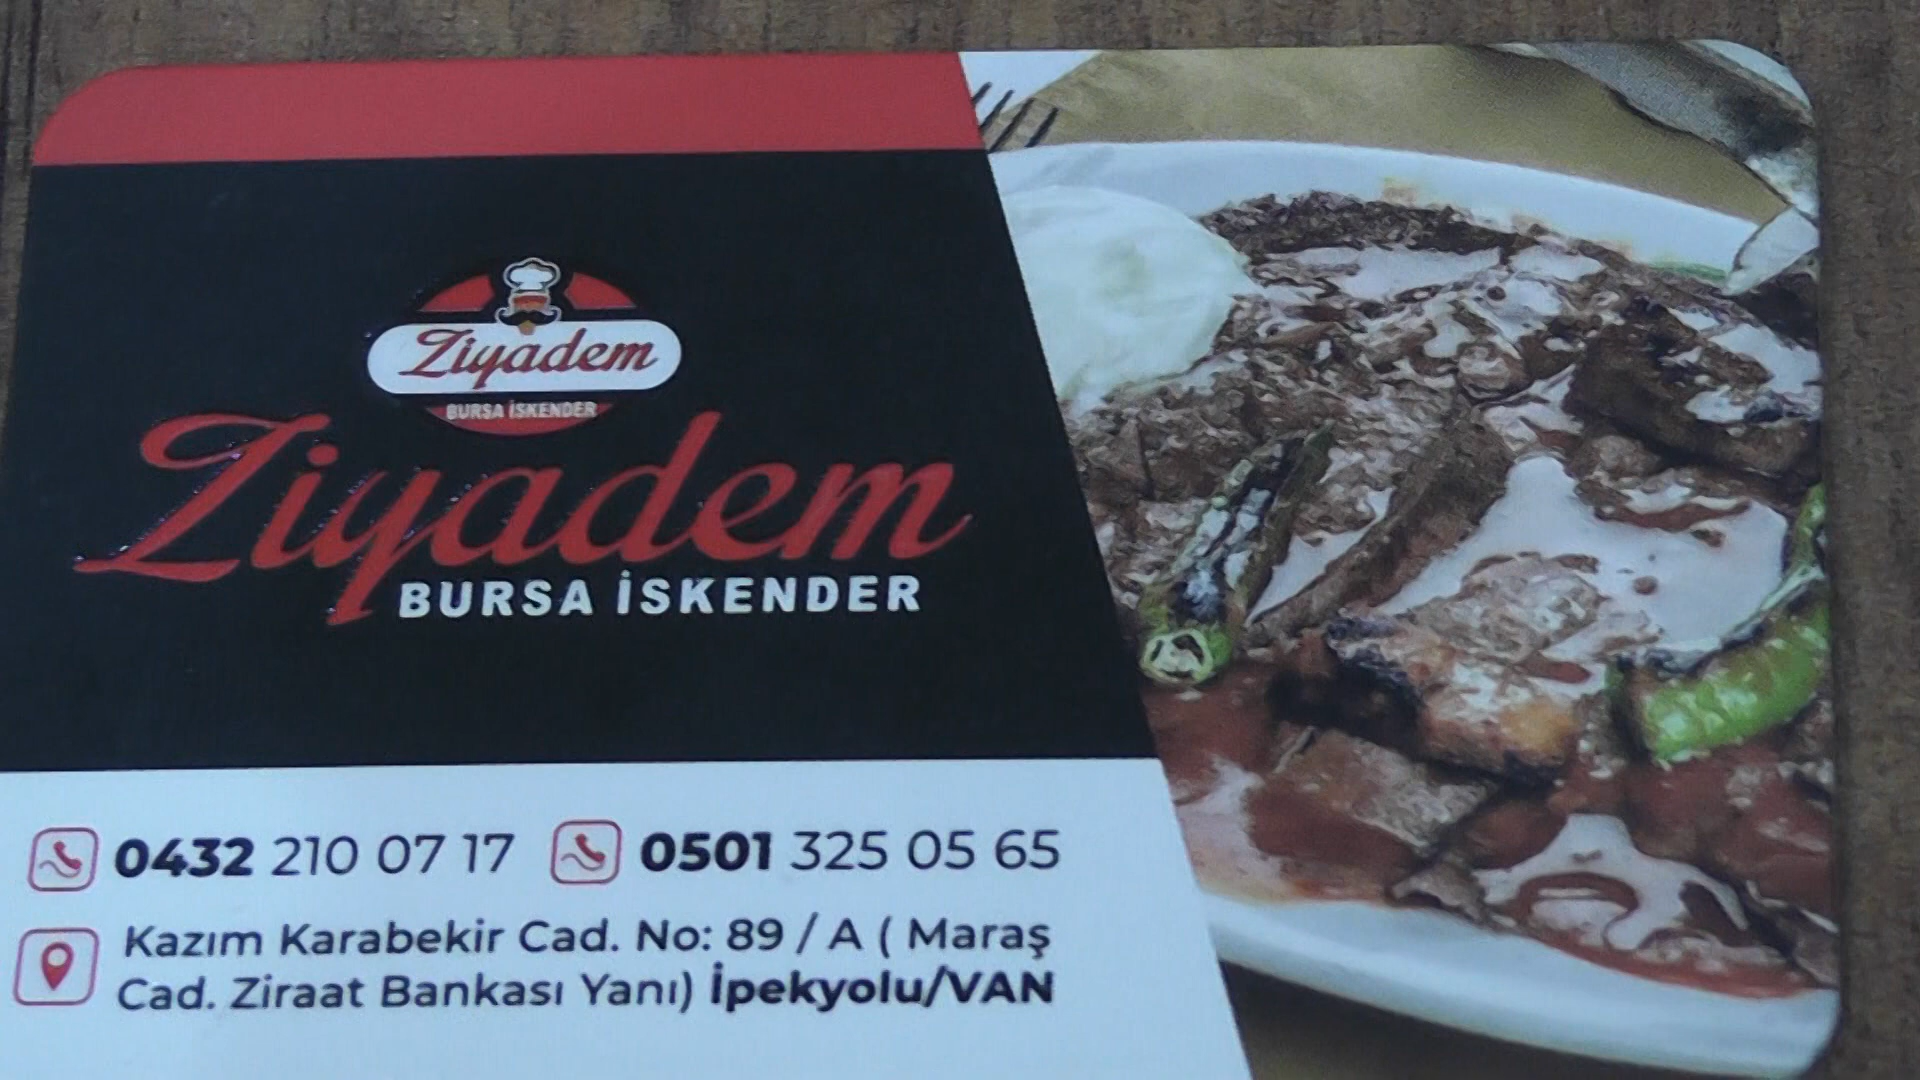 Ziyadem
BURSA İSKENDER
Ziyadem
BURSA İSKENDER
0432 210 07 17 0501 325 05 65
Kazım Karabekir Cad. No: 89 / A ( Maraş
Cad. Ziraat Bankası Yanı) İpekyolu/VAN